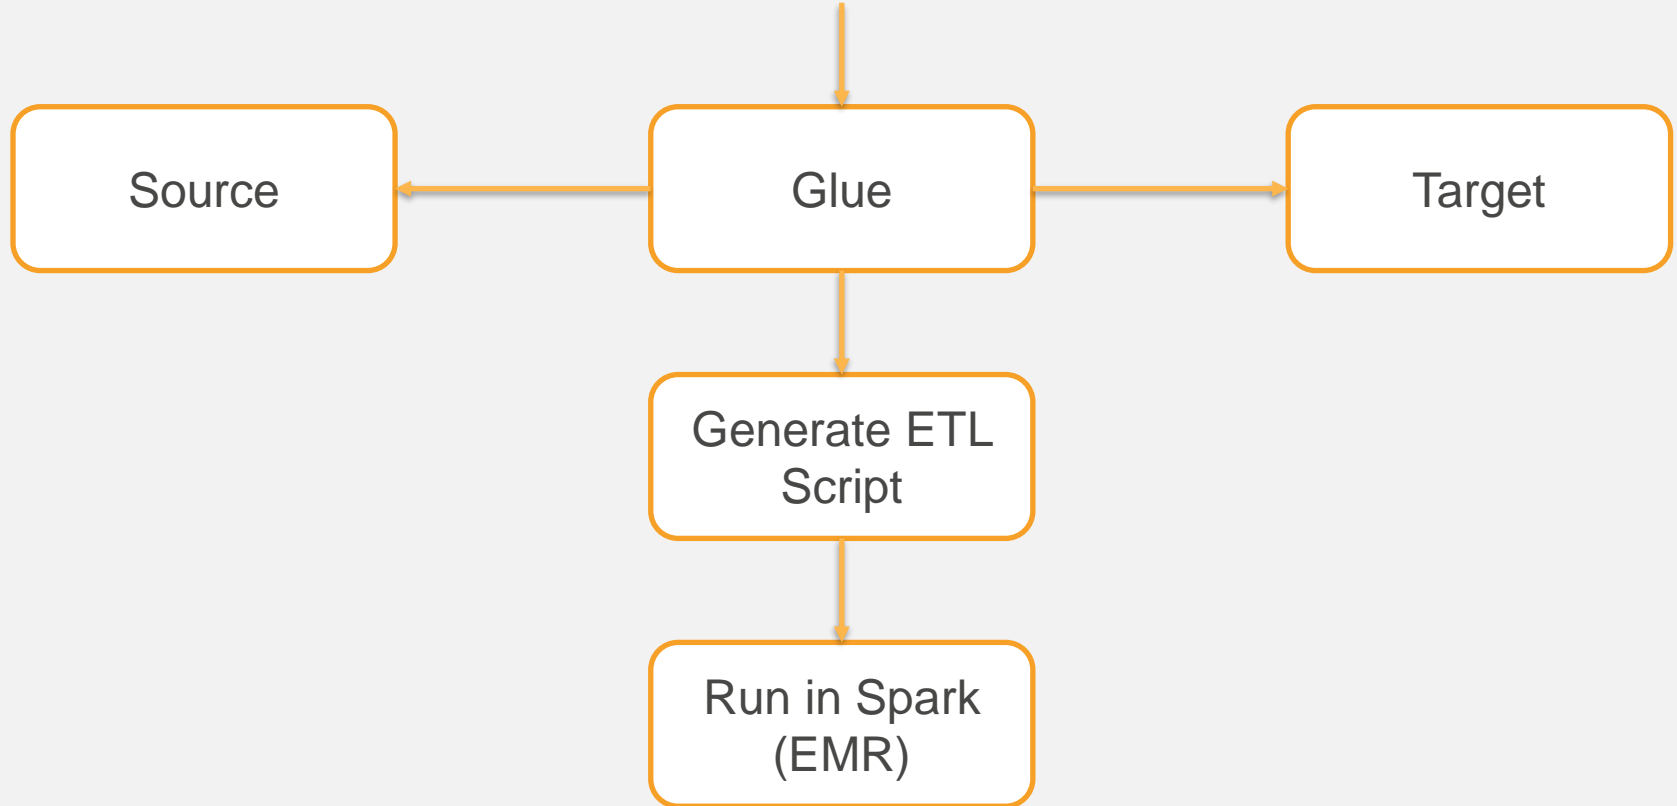 Source
Glue
Target
Generate ETL
Script
Run in Spark
(EMR)